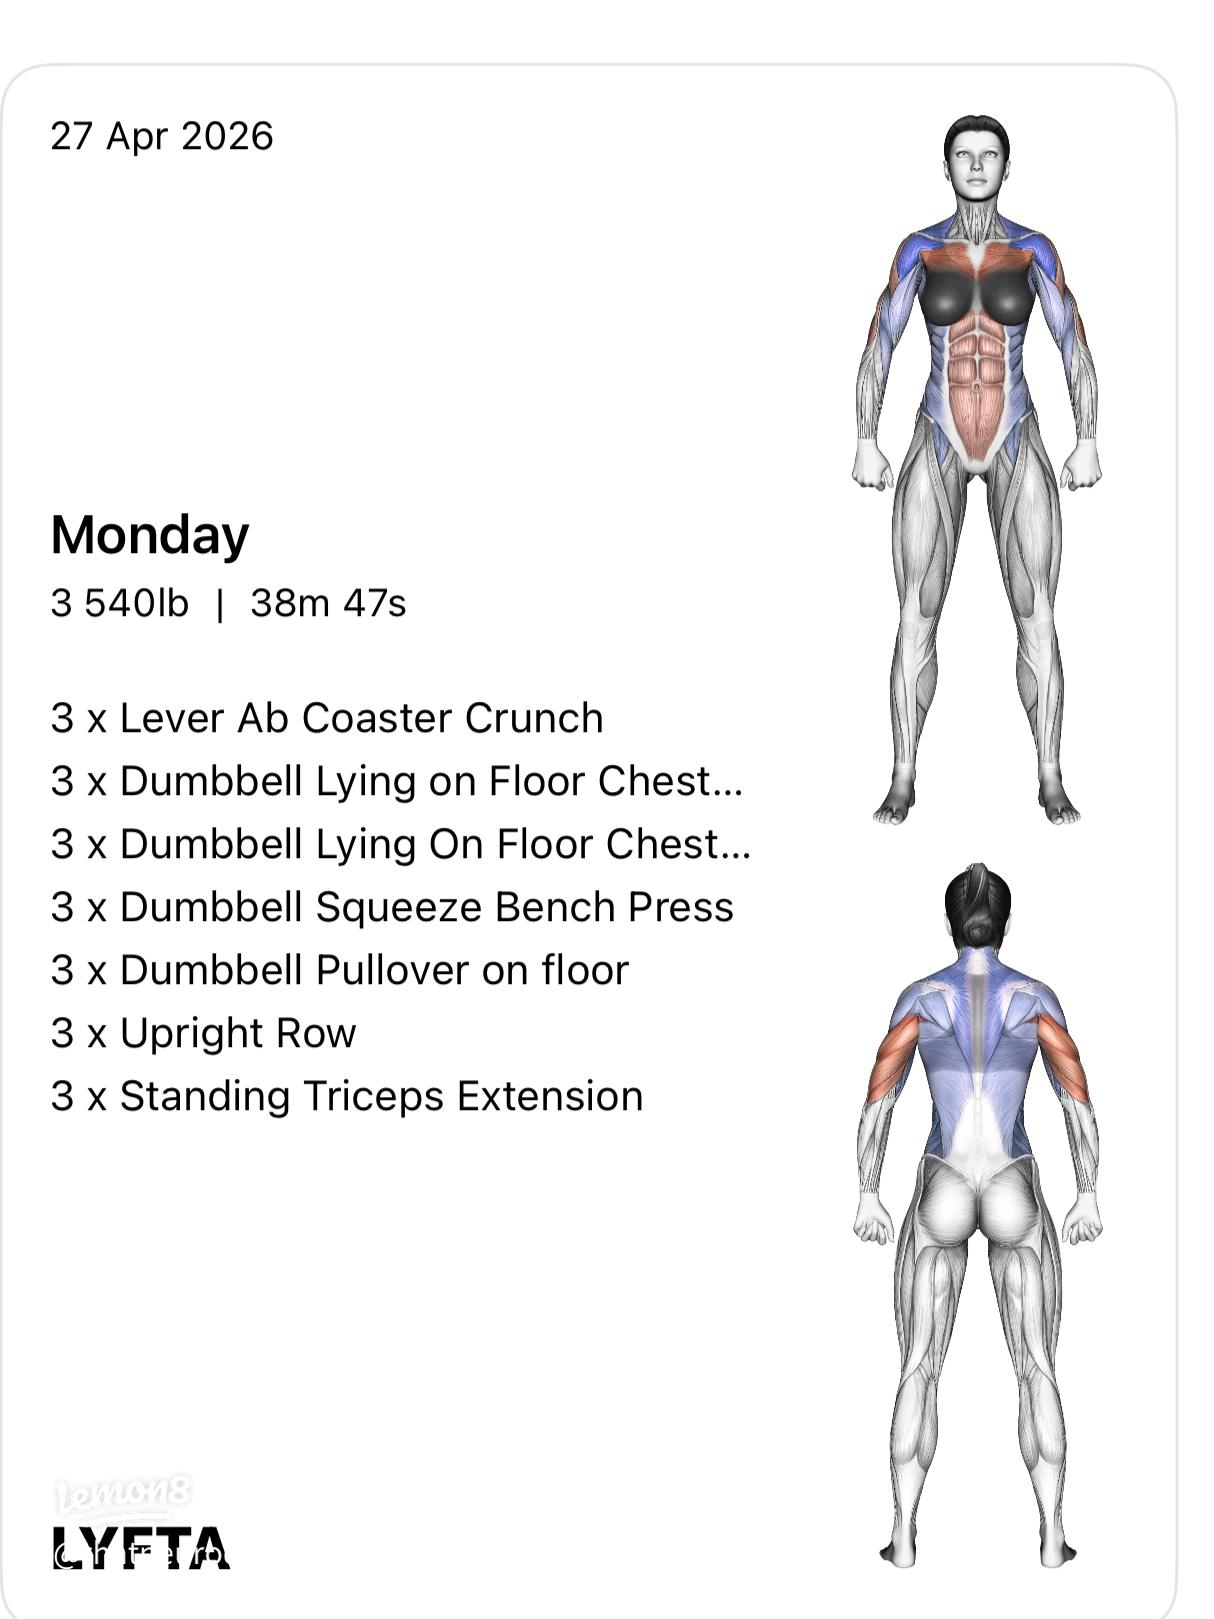 27 Apr 2026
Monday
3 540lb | 38m 47s
3 x Lever Ab Coaster Crunch
3 x Dumbbell Lying on Floor Chest...
3 x Dumbbell Lying On Floor Chest...
3 x Dumbbell Squeeze Bench Press
3 x Dumbbell Pullover on floor
3 x Upright Row
3 x Standing Triceps Extension
Lemon8
LYFTA